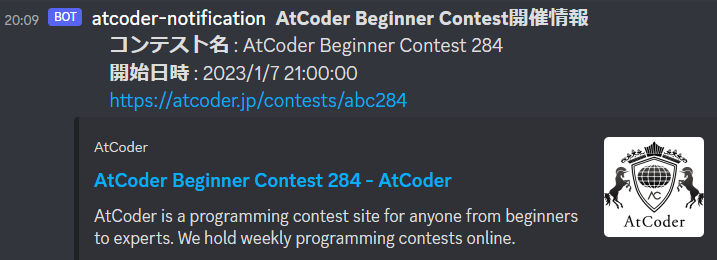 20:09 BOT atcoder-notification AtCoder Beginner Contest開催情報
コンテスト名 : AtCoder Beginner Contest 284
開始日時 : 2023/1/7 21:00:00
https://atcoder.jp/contests/abc284
AtCoder
AtCoder Beginner Contest 284 - AtCoder
AtCoder is a programming contest site for anyone from beginners
to experts. We hold weekly programming contests online.
AC
AtCoder